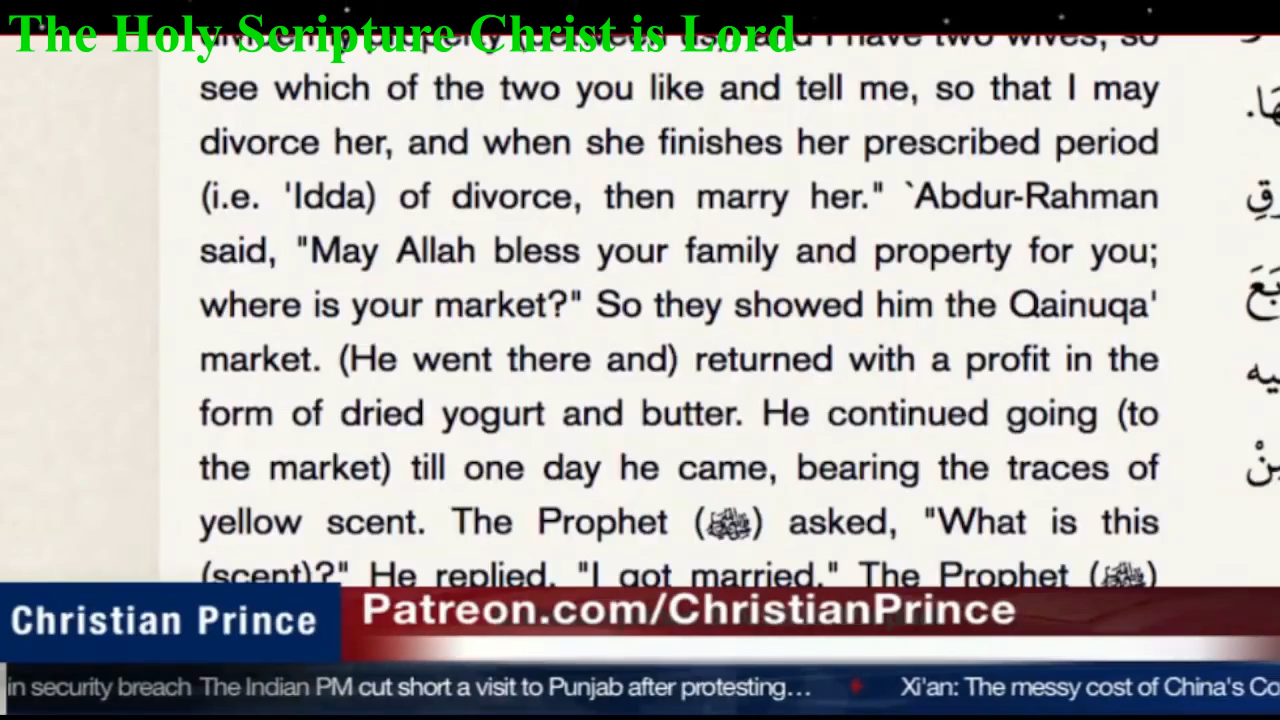 The Holy Scripture Christ is Lord
and I have two wives, so
see which of the two you like and tell me, so that I may
divorce her, and when she finishes her prescribed period
(i.e. 'Idda) of divorce, then marry her." `Abdur-Rahman
said, "May Allah bless your family and property for you;
where is your market?" So they showed him the Qainuqa'
market. (He went there and) returned with a profit in the
form of dried yogurt and butter. He continued going (to
the market) till one day he came, bearing the traces of
yellow scent. The Prophet (ﷺ) asked, "What is this
(scent)?" He replied, "I got married." The Prophet (ﷺ)
Christian Prince
Patreon.com/ChristianPrince
in security breach The Indian PM cut short a visit to Punjab after protesting... Xi'an: The messy cost of China's Co